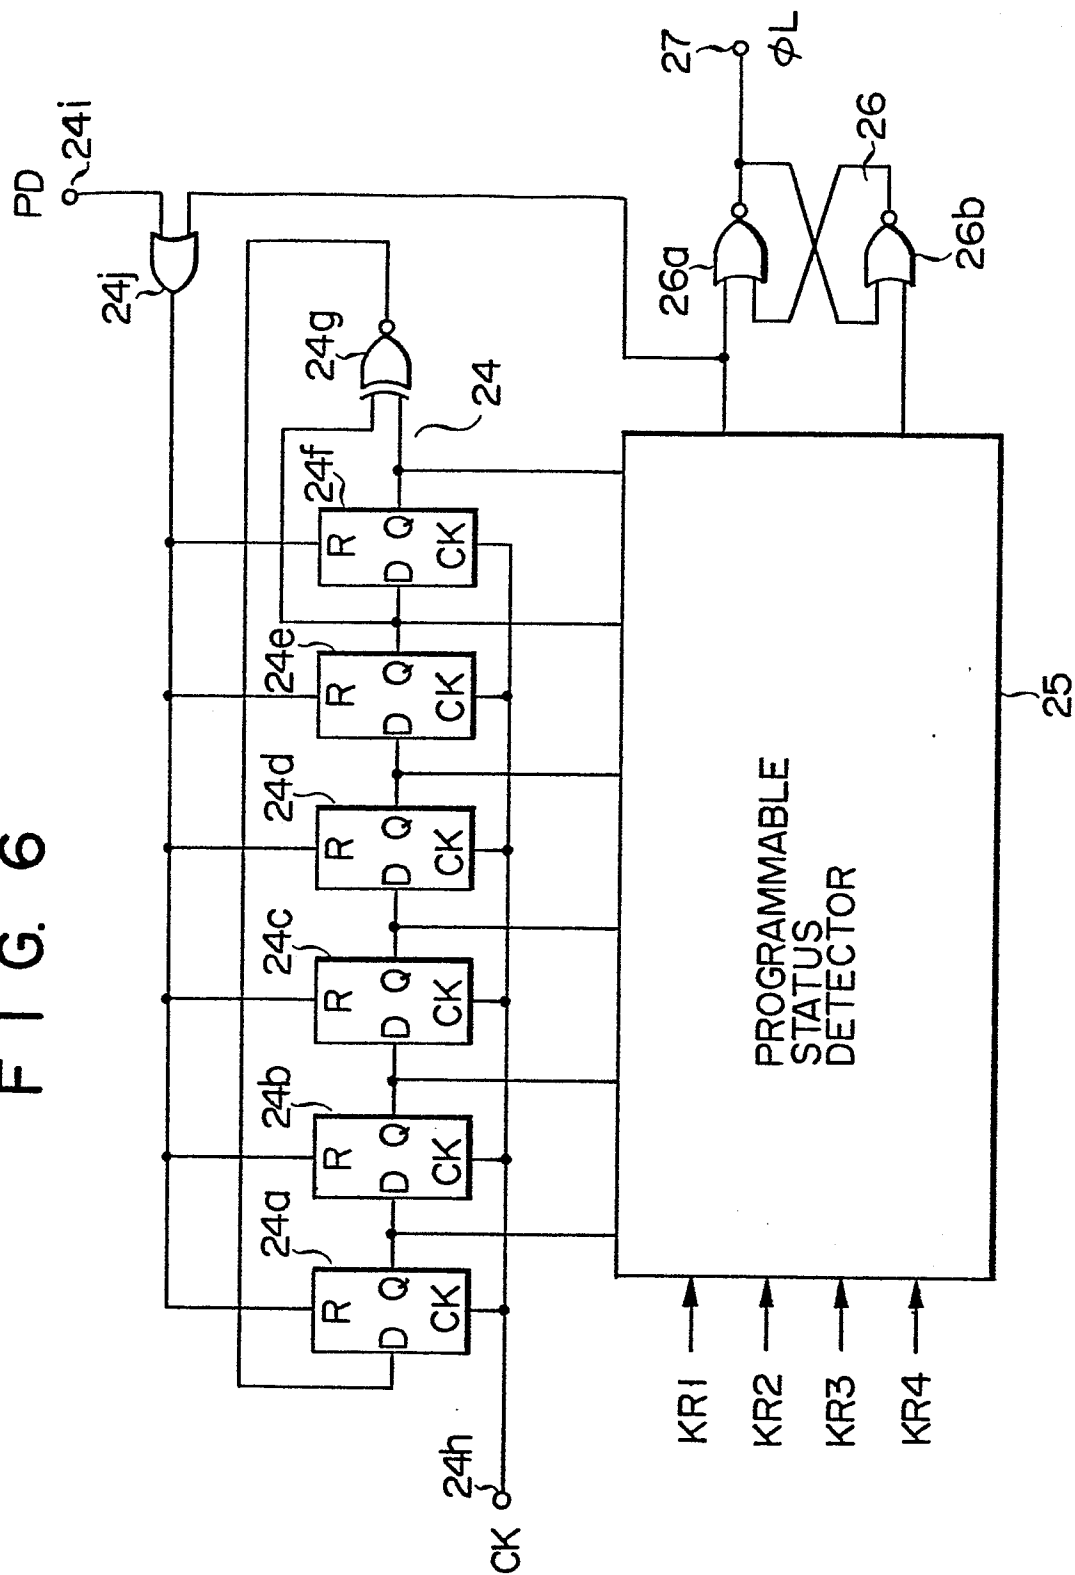 F I G. 6
PD
24i
24j
24a
24b
24c
24d
24e
24f
24g
24
R
D Q
CK
R
D Q
CK
R
D Q
CK
R
D Q
CK
R
D Q
CK
R
D Q
CK
CK
24h
KR1
KR2
KR3
KR4
PROGRAMMABLE
STATUS
DETECTOR
25
26a
26b
26
27
ϕL